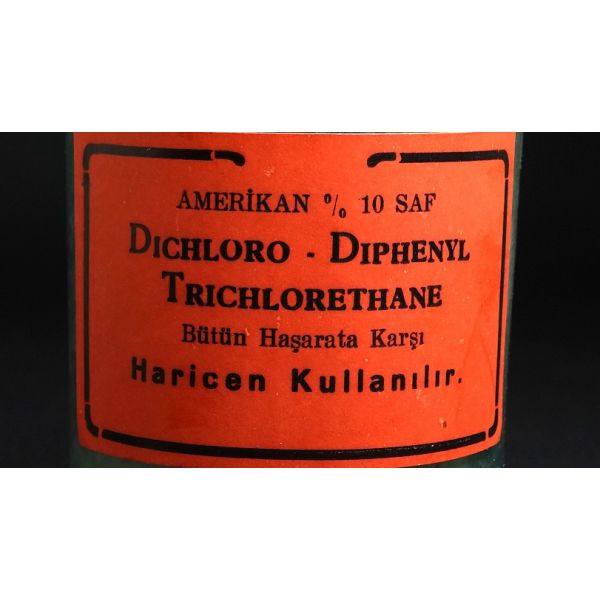 AMERİKAN % 10 SAF
DICHLORO - DIPHENYL
TRICHLORETHANE
Bütün Haşarata Karşı
Haricen Kullanılır.